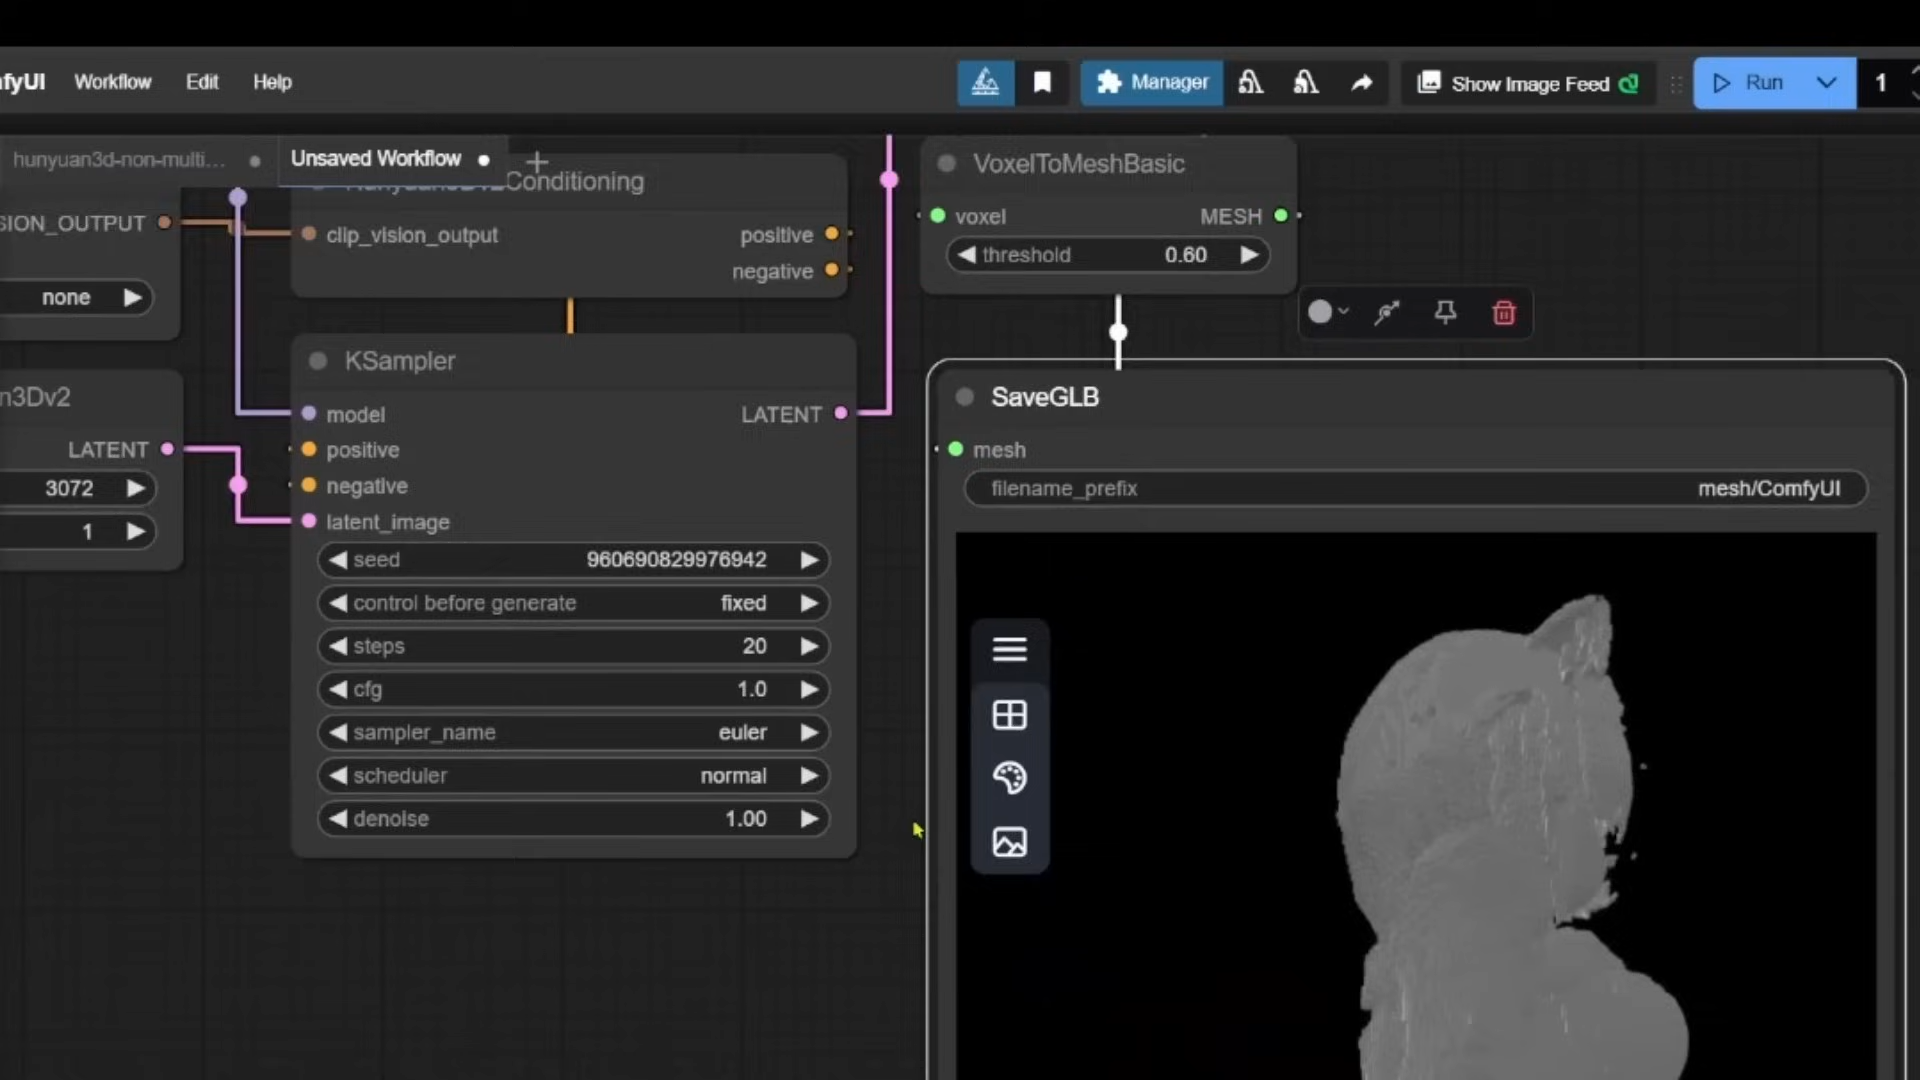 fyUI Workflow Edit Help Manager Show Image Feed Run 1
hunyuan3d-non-multi... Unsaved Workflow
Conditioning
SION_OUTPUT
none
clip_vision_output
positive
negative
n3Dv2
LATENT
3072
1
KSampler
model LATENT
positive
negative
latent_image
seed 960690829976942
control before generate fixed
steps 20
cfg 1.0
sampler_name euler
scheduler normal
denoise 1.00
VoxelToMeshBasic
voxel MESH
threshold 0.60
SaveGLB
mesh
filename_prefix mesh/ComfyUI